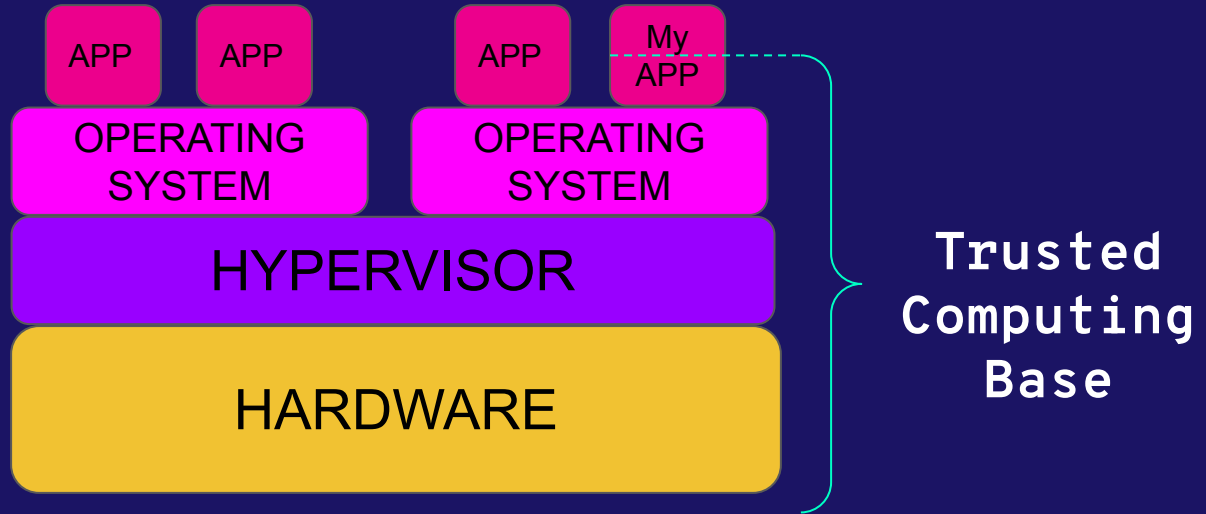 APP
APP
APP
My
APP
OPERATING
SYSTEM
OPERATING
SYSTEM
HYPERVISOR
HARDWARE
Trusted
Computing
Base